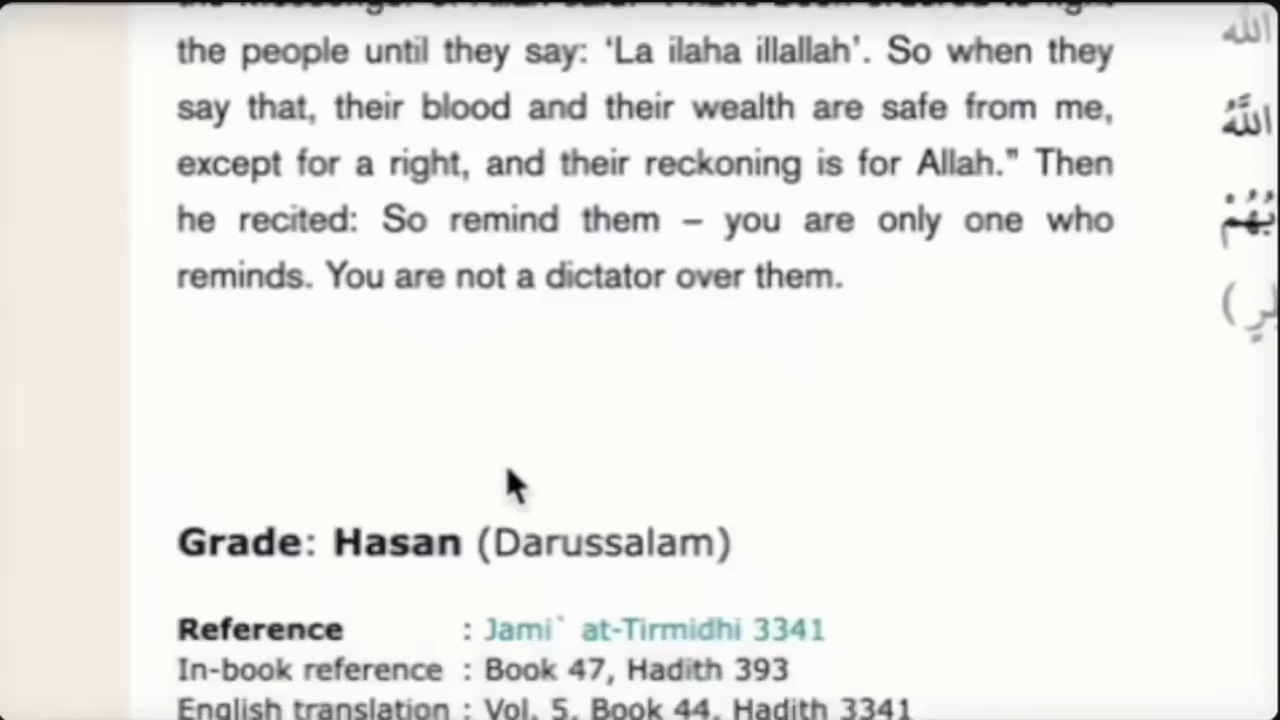 the people until they say: ‘La ilaha illallah’. So when they
say that, their blood and their wealth are safe from me,
except for a right, and their reckoning is for Allah.” Then
he recited: So remind them – you are only one who
reminds. You are not a dictator over them.
الله
اللَّهُ
Grade: Hasan (Darussalam)
Reference : Jami` at-Tirmidhi 3341
In-book reference : Book 47, Hadith 393
English translation : Vol. 5, Book 44, Hadith 3341